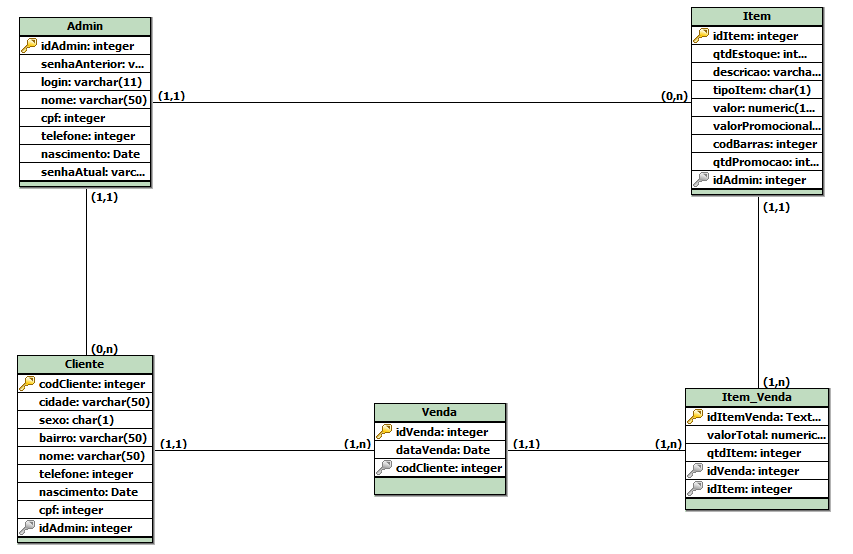 Admin
idAdmin: integer
senhaAnterior: v...
login: varchar(11)
nome: varchar(50)
cpf: integer
telefone: integer
nascimento: Date
senhaAtual: varc...
(1,1)
(0,n)
Item
idItem: integer
qtdEstoque: int...
descricao: varcha...
tipoItem: char(1)
valor: numeric(1...
valorPromocional...
codBarras: integer
qtdPromocao: int...
idAdmin: integer
(1,1)
(1,1)
(0,n)
(1,n)
Cliente
codCliente: integer
cidade: varchar(50)
sexo: char(1)
bairro: varchar(50)
nome: varchar(50)
telefone: integer
nascimento: Date
cpf: integer
idAdmin: integer
(1,1)
(1,n)
Venda
idVenda: integer
dataVenda: Date
codCliente: integer
(1,1)
(1,n)
Item_Venda
idItemVenda: Text...
valorTotal: numeric...
qtdItem: integer
idVenda: integer
idItem: integer